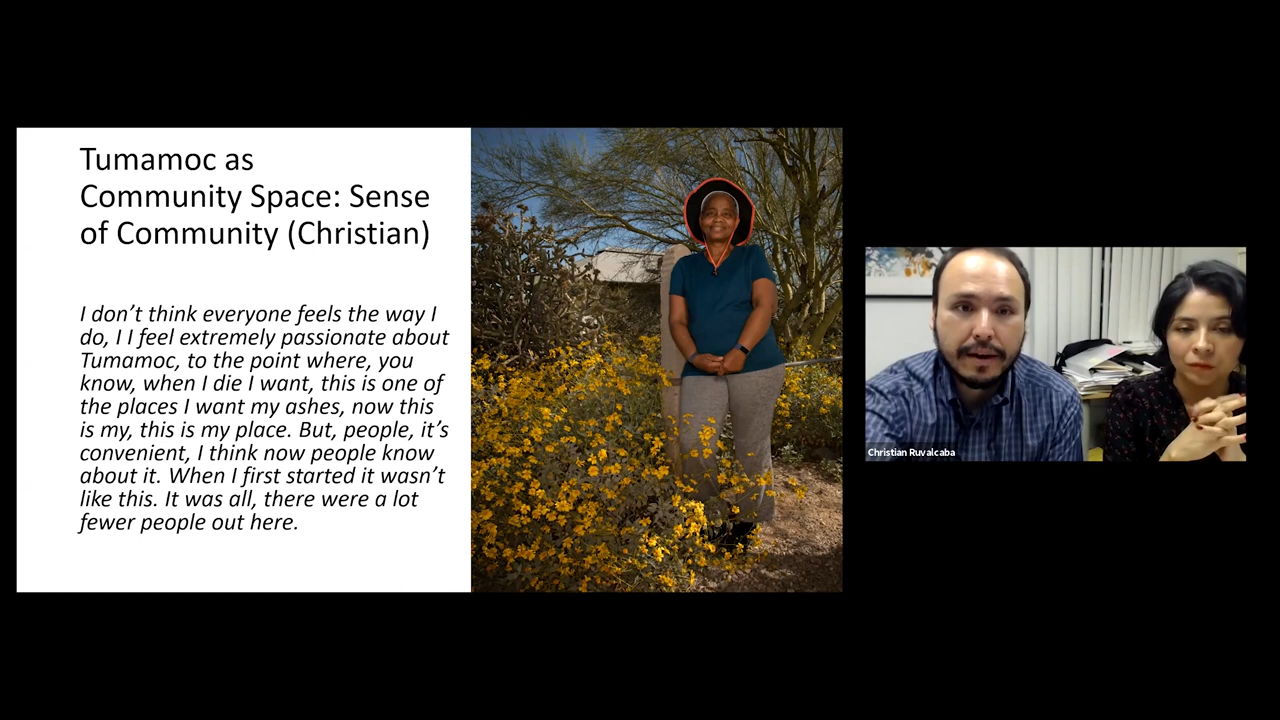 Tumamoc as
Community Space: Sense
of Community (Christian)
I don’t think everyone feels the way I
do, I I feel extremely passionate about
Tumamoc, to the point where, you
know, when I die I want, this is one of
the places I want my ashes, now this
is my, this is my place. But, people, it’s
convenient, I think now people know
about it. When I first started it wasn’t
like this. It was all, there were a lot
fewer people out here.
Christian Ruvalcaba